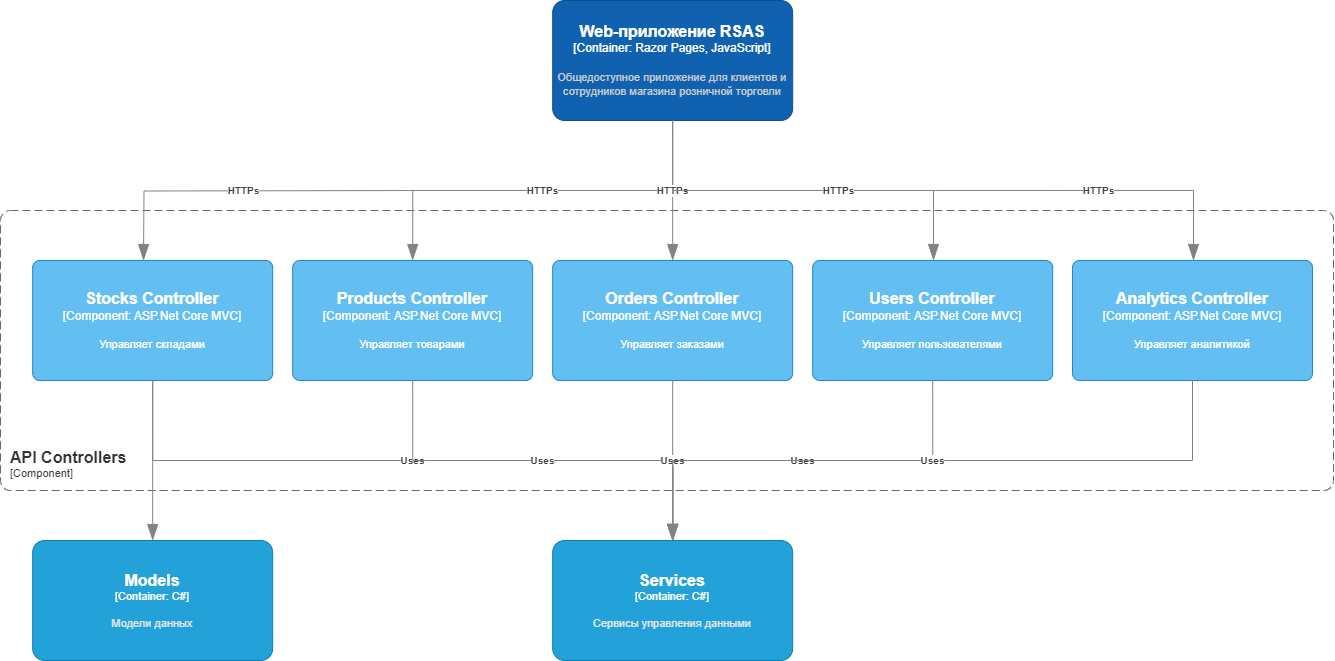 Web-приложение RSAS
[Container: Razor Pages, JavaScript]
Общедоступное приложение для клиентов и
сотрудников магазина розничной торговли
HTTPs
HTTPs
HTTPs
HTTPs
HTTPs
Stocks Controller
[Component: ASP.Net Core MVC]
Управляет складами
Products Controller
[Component: ASP.Net Core MVC]
Управляет товарами
Orders Controller
[Component: ASP.Net Core MVC]
Управляет заказами
Users Controller
[Component: ASP.Net Core MVC]
Управляет пользователями
Analytics Controller
[Component: ASP.Net Core MVC]
Управляет аналитикой
API Controllers
[Component]
Uses
Uses
Uses
Uses
Uses
Models
[Container: C#]
Модели данных
Services
[Container: C#]
Сервисы управления данными